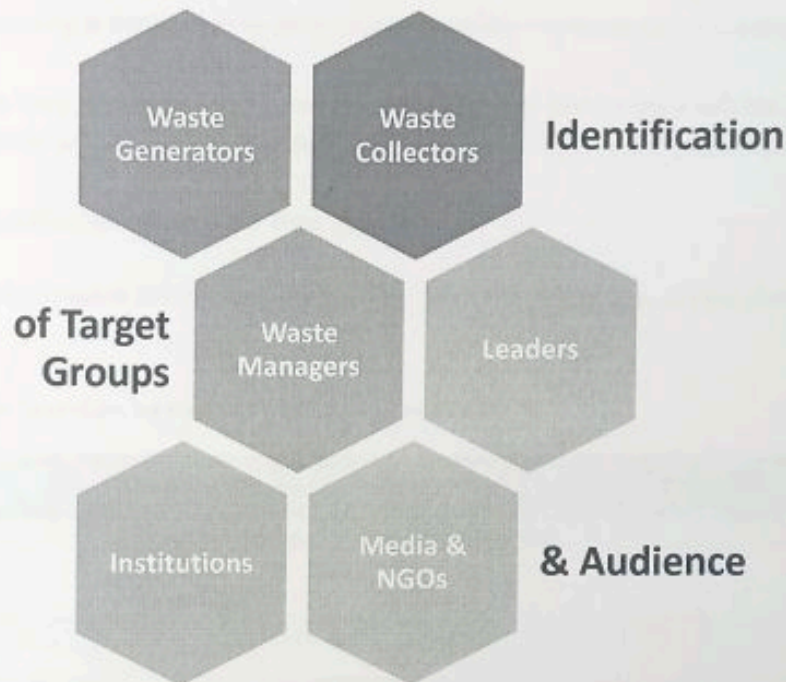 Waste
Generators
Waste
Collectors
Identification
of Target
Groups
Waste
Managers
Leaders
Institutions
Media &
NGOs
& Audience